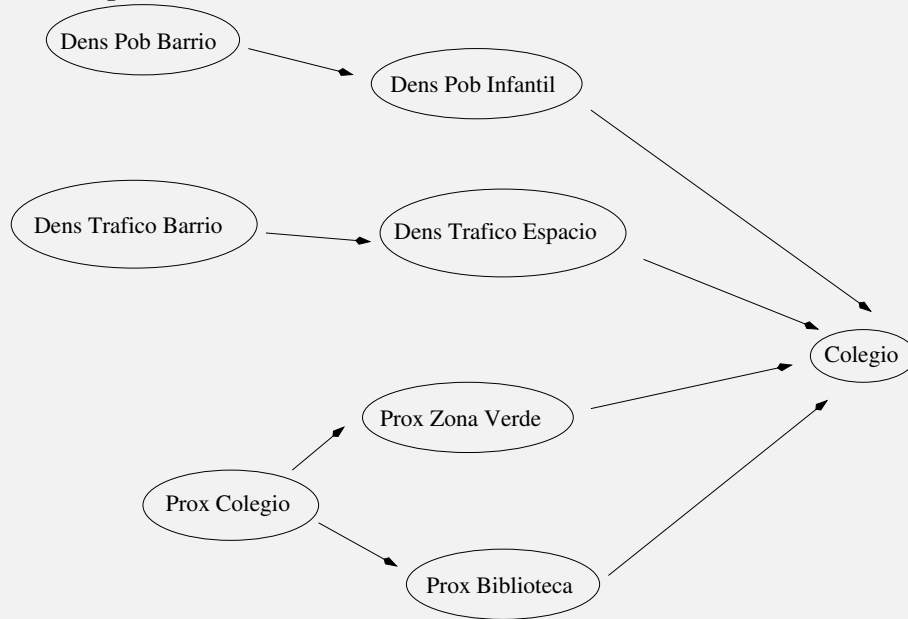 Dens Pob Barrio
Dens Pob Infantil
Dens Trafico Barrio
Dens Trafico Espacio
Colegio
Prox Zona Verde
Prox Colegio
Prox Biblioteca